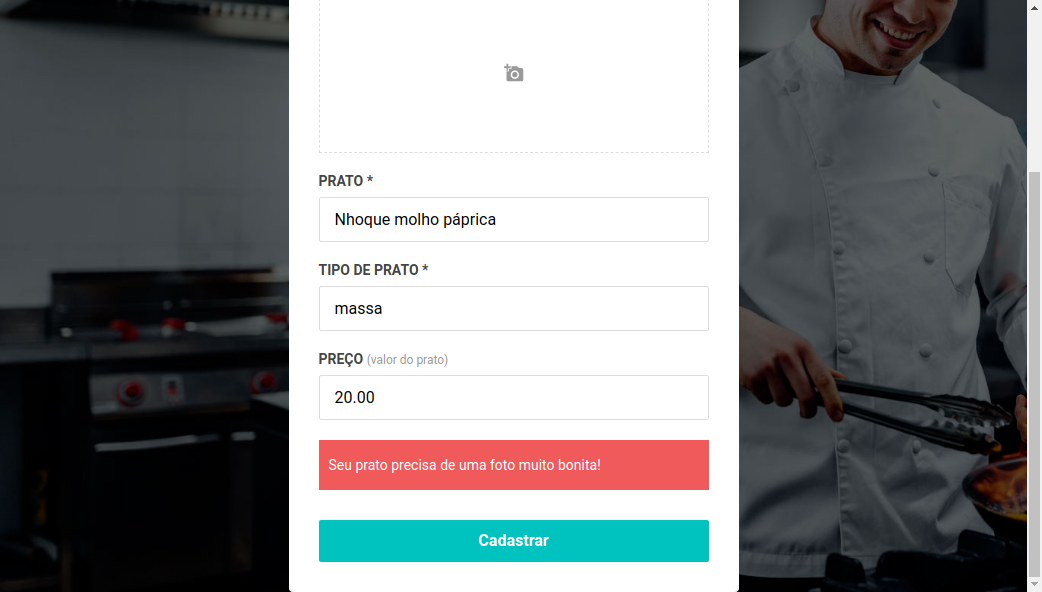 PRATO *
Nhoque molho páprica
TIPO DE PRATO *
massa
PREÇO (valor do prato)
20.00
Seu prato precisa de uma foto muito bonita!
Cadastrar